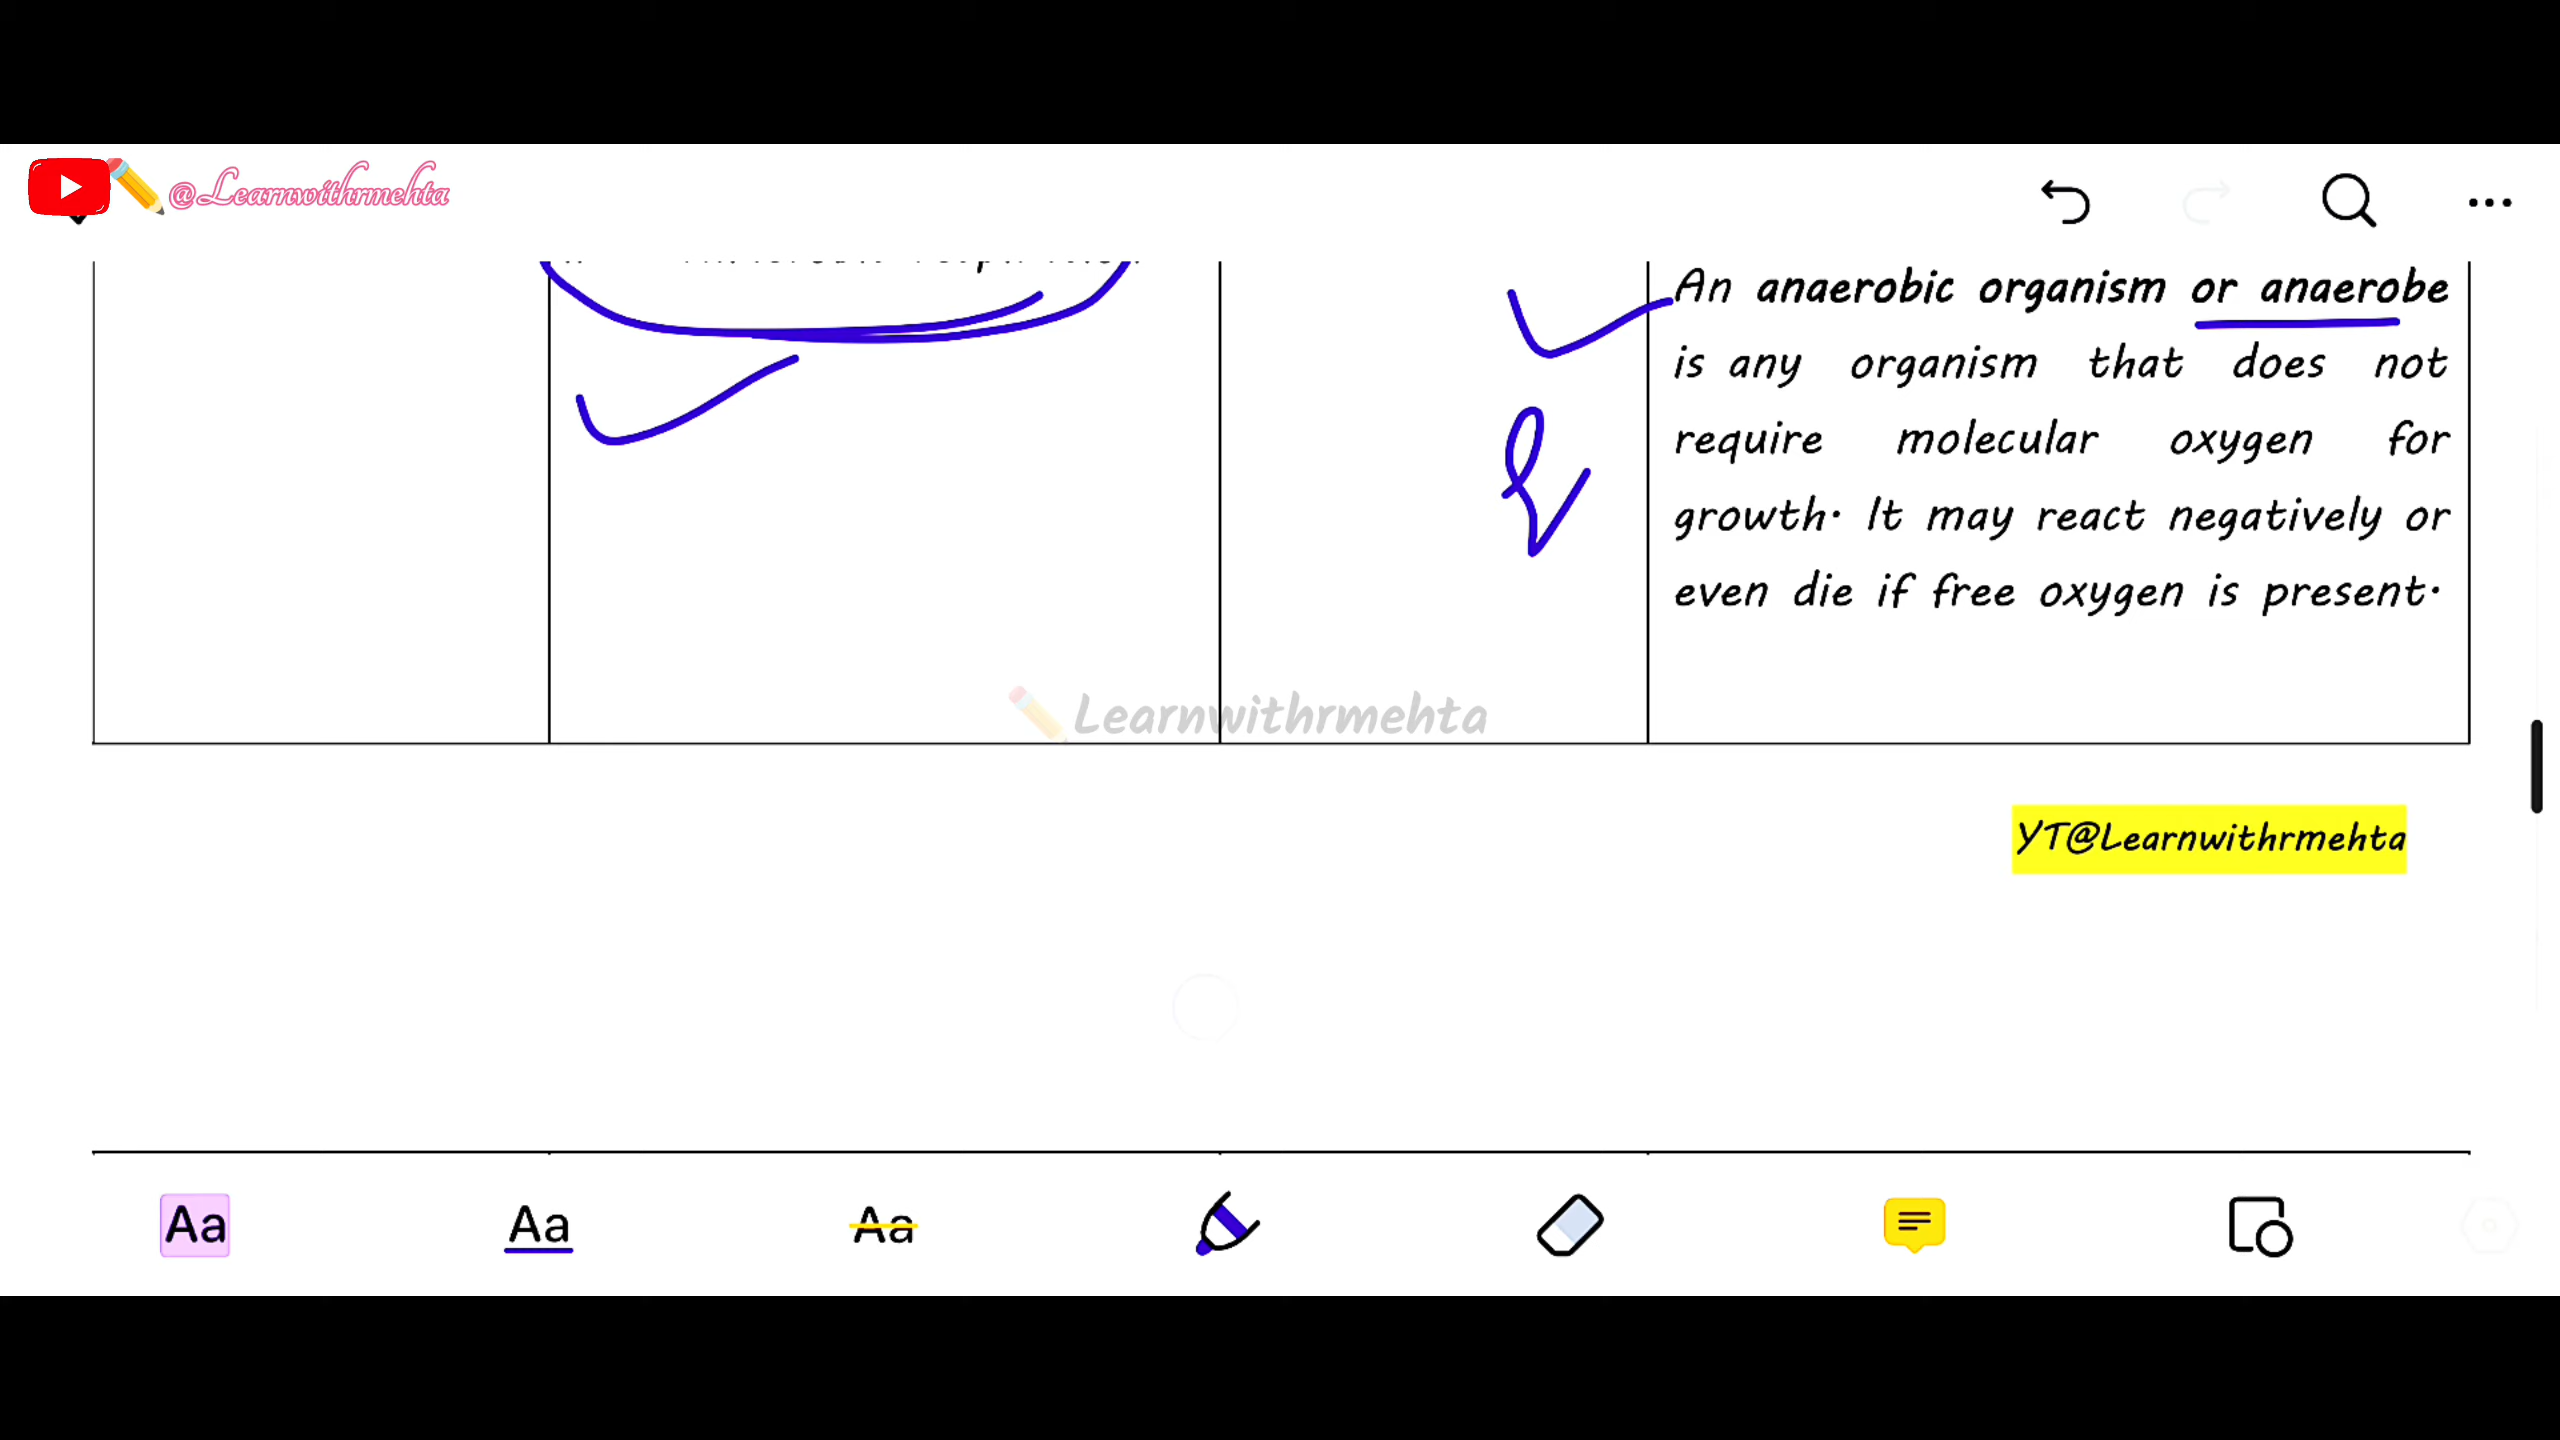 @Learnwithrmehta
An anaerobic organism or anaerobe
is any organism that does not
require molecular oxygen for
growth. It may react negatively or
even die if free oxygen is present.
Learnwithrmehta
YT@Learnwithrmehta
Aa Aa Aa